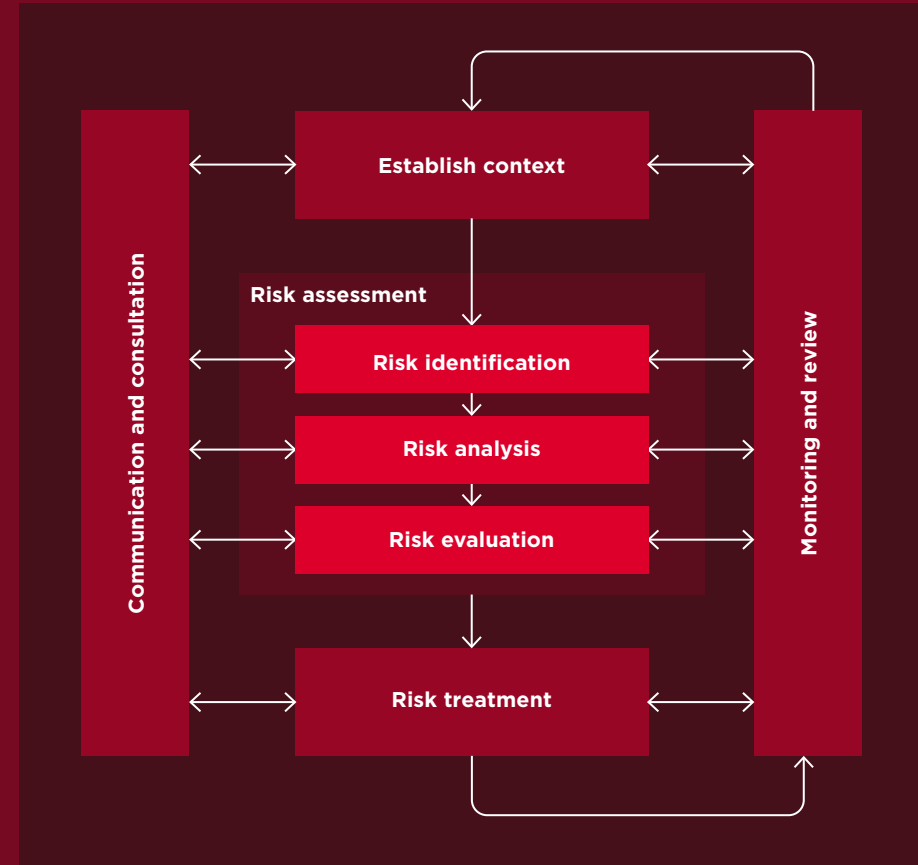 Establish context
Communication and consultation
Risk assessment
Risk identification
Risk analysis
Risk evaluation
Monitoring and review
Risk treatment